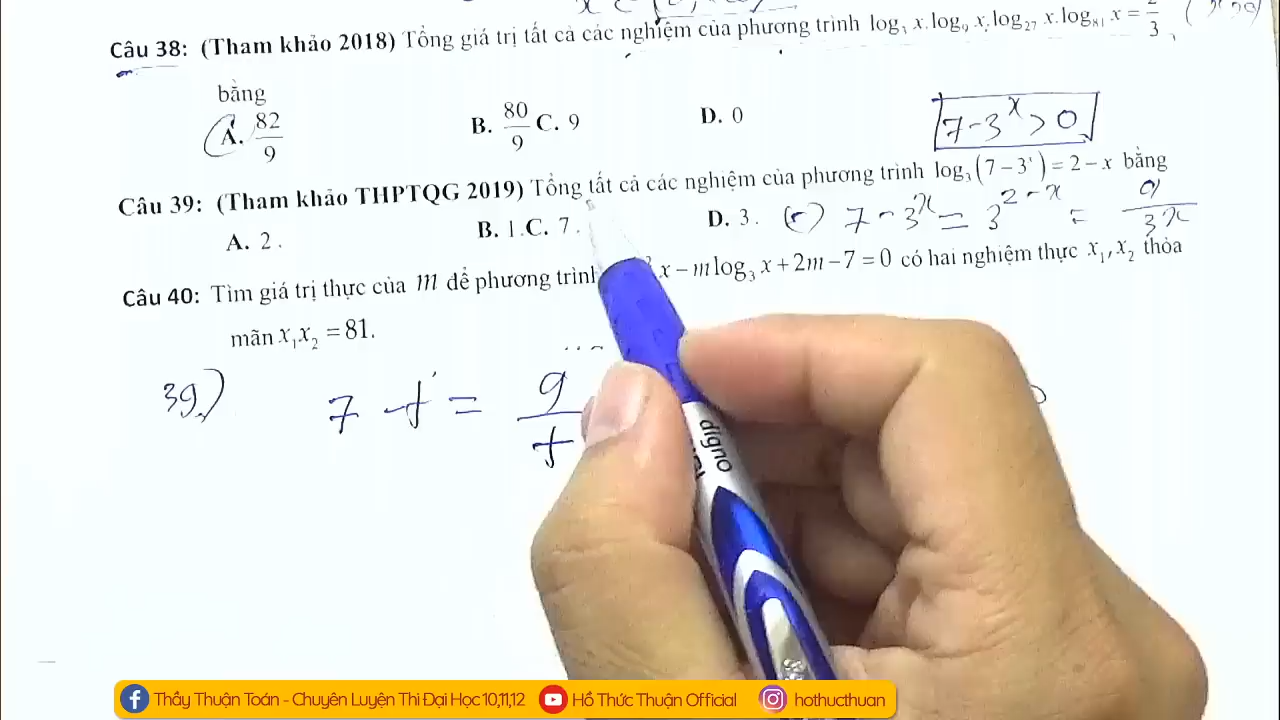 Câu 38: (Tham khảo 2018) Tổng giá trị tất cả các nghiệm của phương trình log₃ x.log₉ x.log₂₇ x.log₈₁ x = 2/3
bằng
A. 82/9 B. 80/9 C. 9 D. 0
7 - 3^x > 0
Câu 39: (Tham khảo THPTQG 2019) Tổng tất cả các nghiệm của phương trình log₃(7 − 3^x) = 2 − x bằng
A. 2. B. 1. C. 7. D. 3. 7 - 3^x = 3^(2-x) = 9/3^x
Câu 40: Tìm giá trị thực của m để phương trình x − m log₃ x + 2m − 7 = 0 có hai nghiệm thực x₁, x₂ thỏa
mãn x₁x₂ = 81.
39) 7 - t = 9/t
digno
Thầy Thuận Toán - Chuyên Luyện Thi Đại Học 10,11,12 Hồ Thức Thuận Official hothucthuan